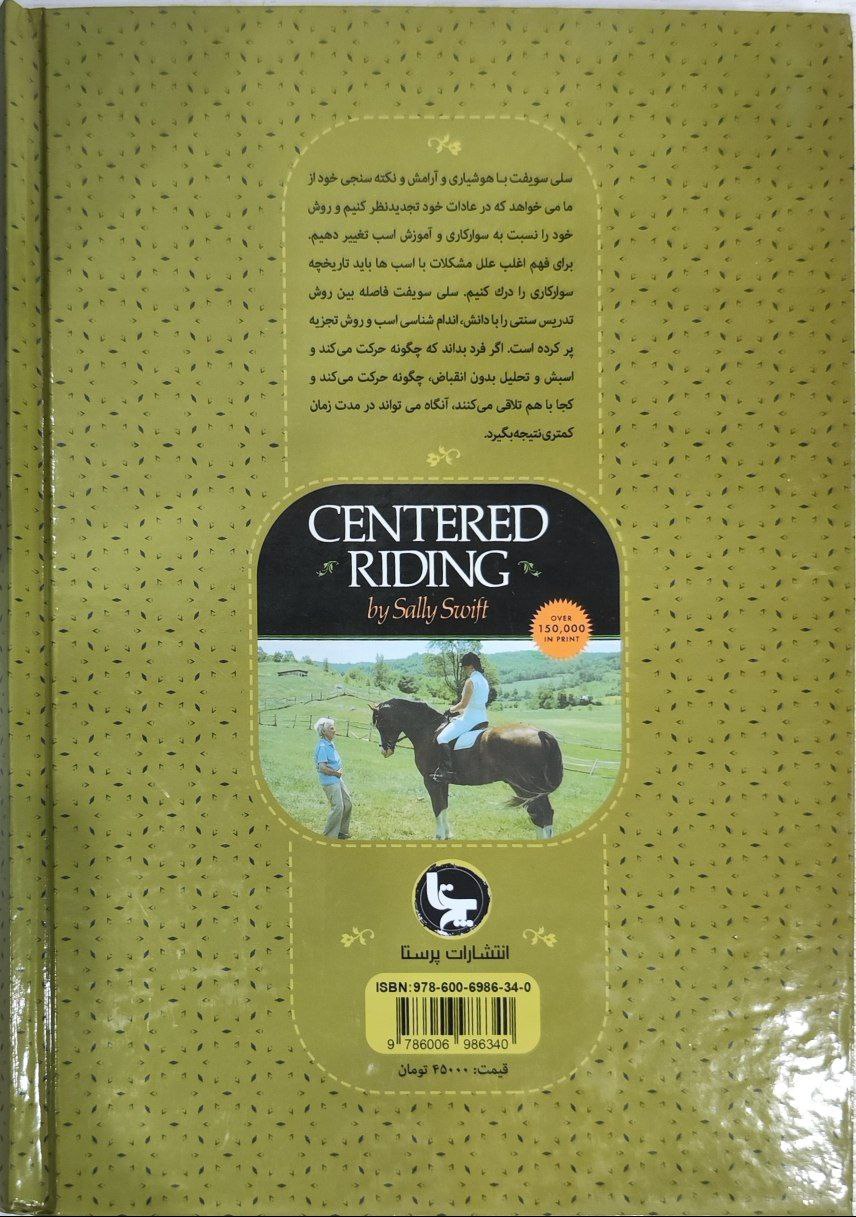 سلی سویفت با هوشیاری و آرامش و نکته سنجی خود از
ما می خواهد که در عادات خود تجدیدنظر کنیم و روش
خود را نسبت به سوارکاری و آموزش اسب تغییر دهیم.
برای فهم اغلب علل مشکلات با اسب ها باید تاریخچه
سوارکاری را درك کنیم. سلی سویفت فاصله بین روش
تدریس سنتی را با دانش، اندام شناسی اسب و روش تجزیه
پر کرده است. اگر فرد بداند که چگونه حرکت می‌کند و
اسبش و تحلیل بدون انقباض، چگونه حرکت می‌کند و
کجا با هم تلاقی می‌کنند، آنگاه می تواند در مدت زمان
کمتری نتیجه بگیرد.
CENTERED
RIDING
by Sally Swift
OVER
150,000
IN PRINT
پرستا
انتشارات پرستا
ISBN:978-600-6986-34-0
9 786006 986340
قیمت: ۴۵۰۰۰ تومان